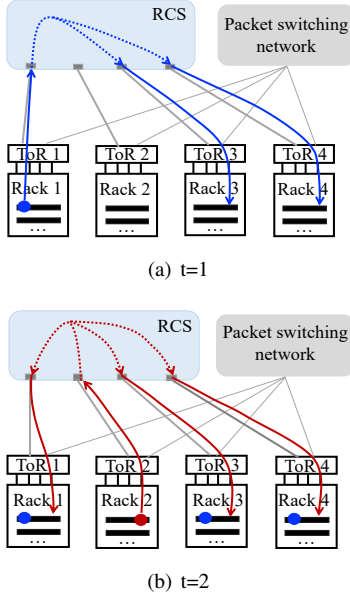 RCS
Packet switching
network
ToR 1 ToR 2 ToR 3 ToR 4
Rack 1 Rack 2 Rack 3 Rack 4
... ... ... ...
(a) t=1
RCS
Packet switching
network
ToR 1 ToR 2 ToR 3 ToR 4
Rack 1 Rack 2 Rack 3 Rack 4
... ... ... ...
(b) t=2